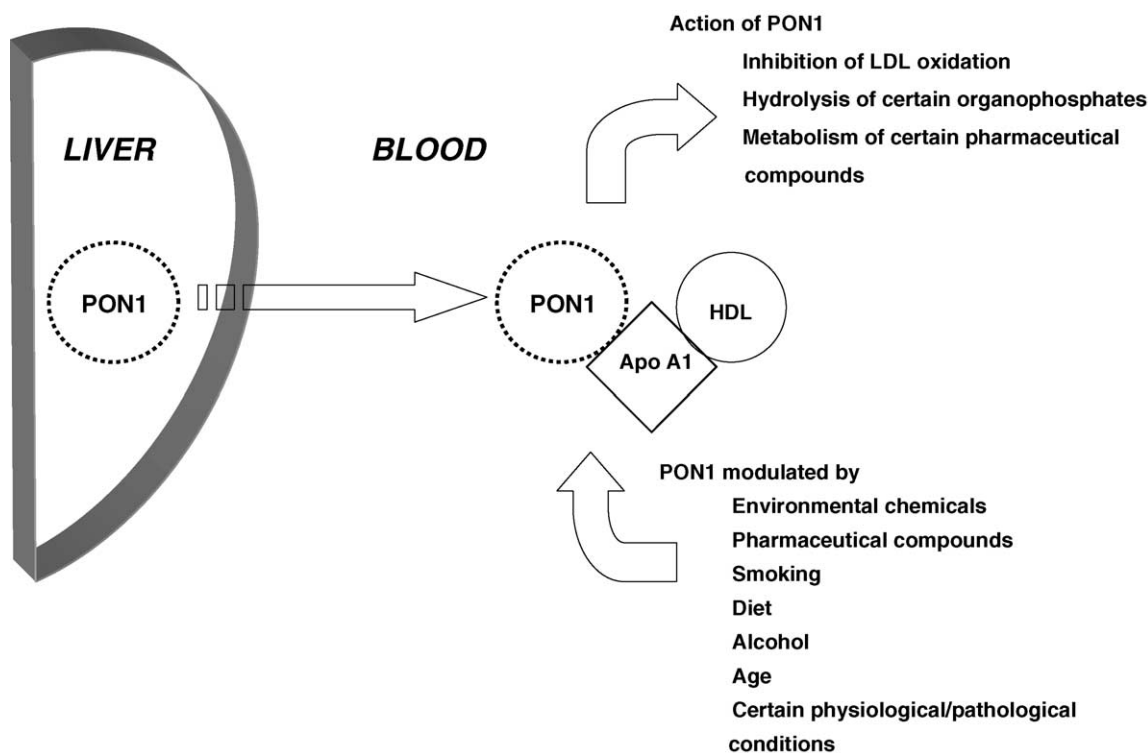 Action of PON1
Inhibition of LDL oxidation
Hydrolysis of certain organophosphates
Metabolism of certain pharmaceutical
compounds
LIVER
BLOOD
PON1
PON1
HDL
Apo A1
PON1 modulated by
Environmental chemicals
Pharmaceutical compounds
Smoking
Diet
Alcohol
Age
Certain physiological/pathological
conditions